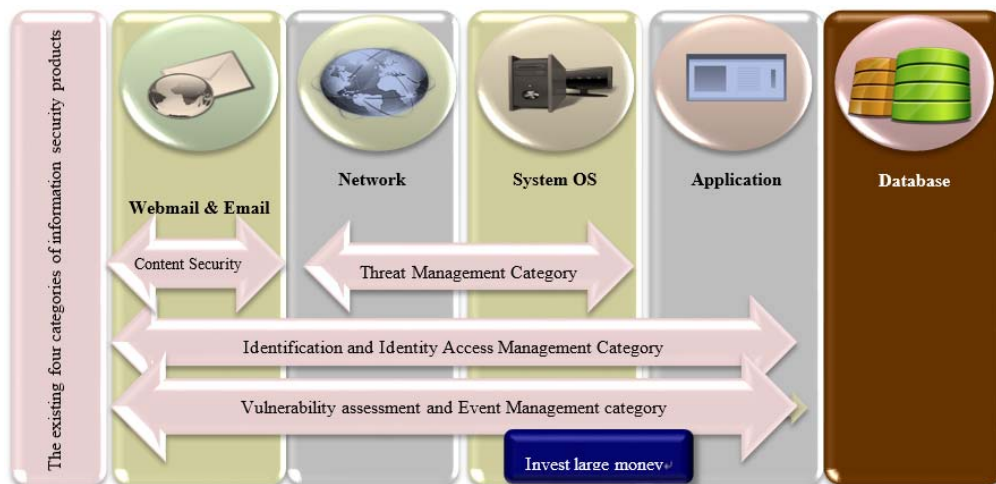 The existing four categories of information security products
Webmail & Email
Network
System OS
Application
Database
Content Security
Threat Management Category
Identification and Identity Access Management Category
Vulnerability assessment and Event Management category
Invest large money